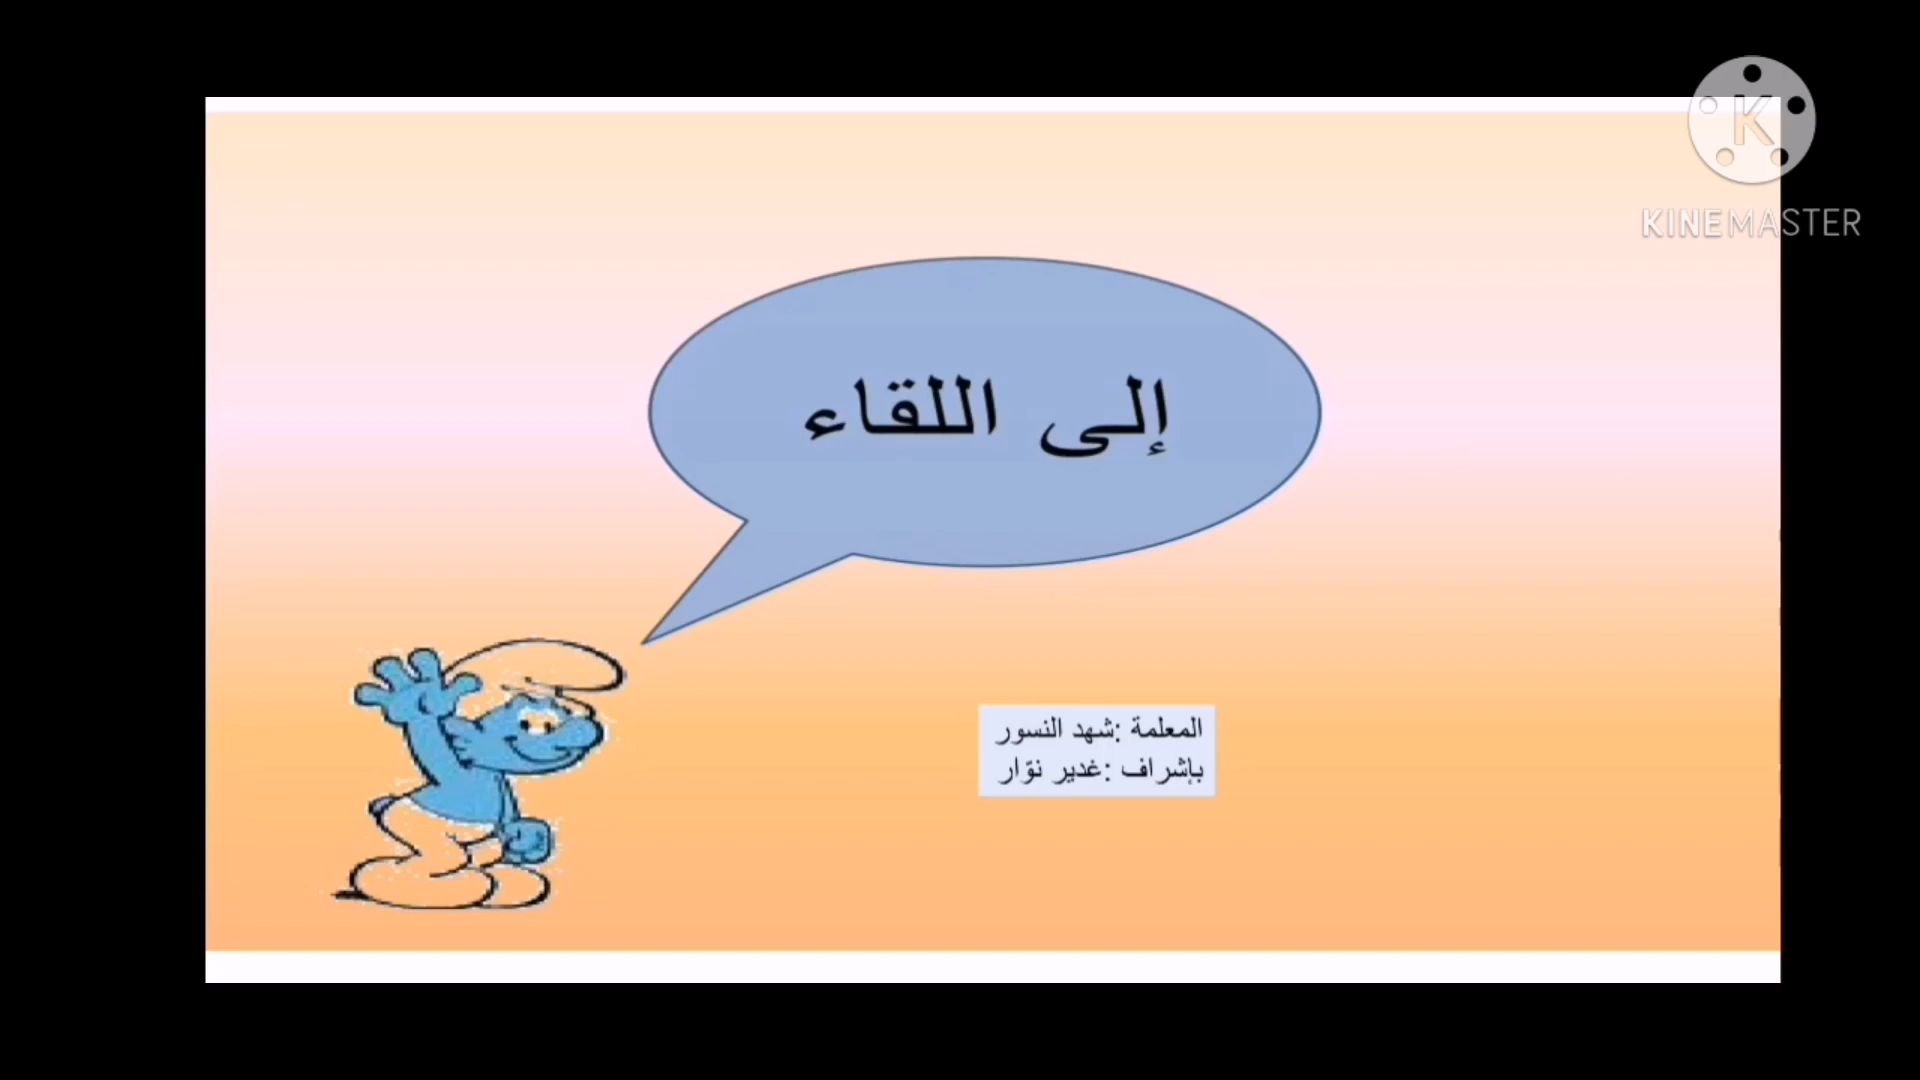 K
KINEMASTER
إلى اللقاء
المعلمة :شهد النسور
بإشراف :غدير نوّار